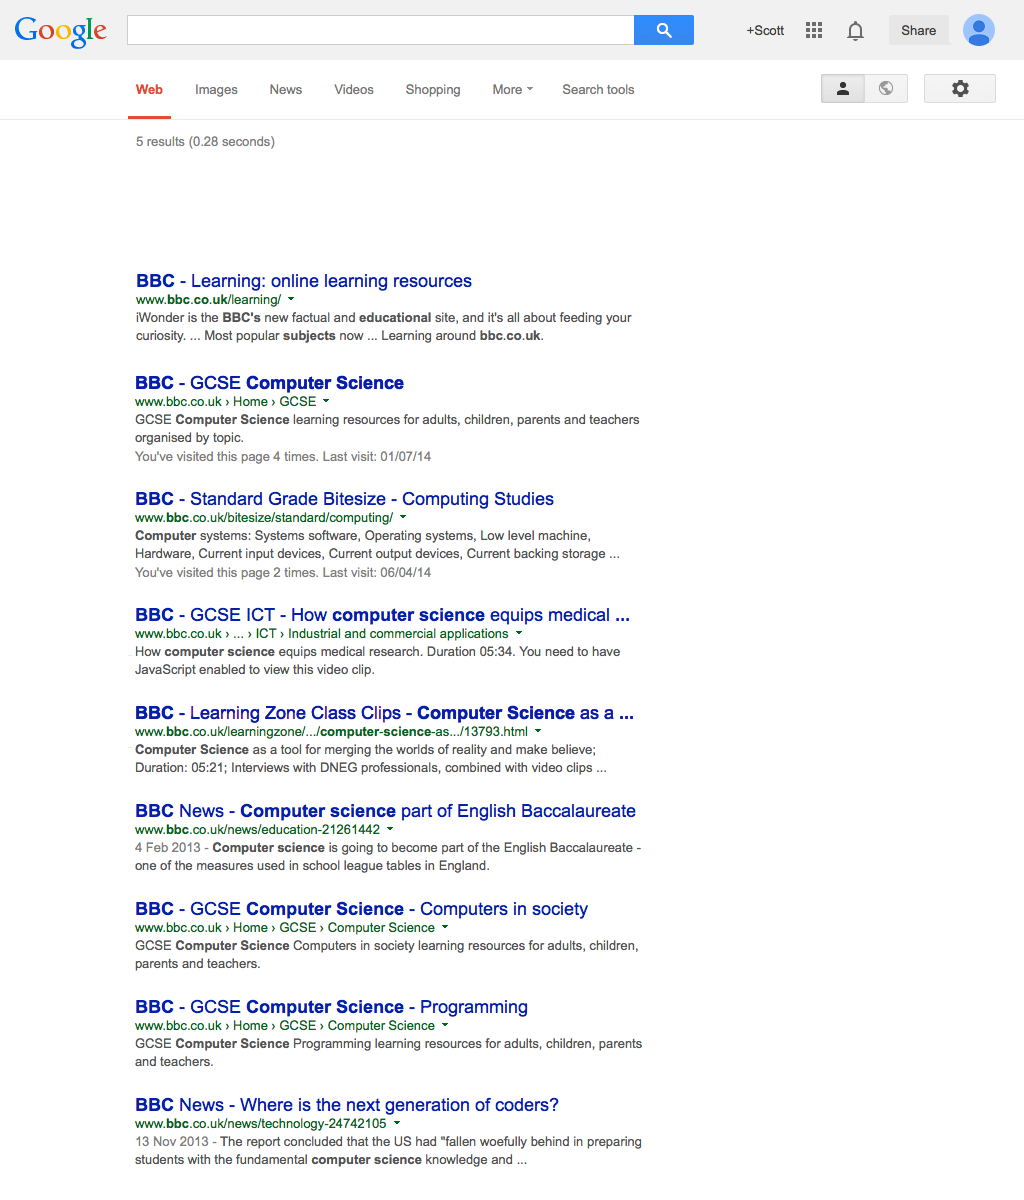 Google
+Scott
Share
Web Images News Videos Shopping More Search tools
5 results (0.28 seconds)
BBC - Learning: online learning resources
www.bbc.co.uk/learning/
iWonder is the BBC's new factual and educational site, and it's all about feeding your
curiosity. ... Most popular subjects now ... Learning around bbc.co.uk.
BBC - GCSE Computer Science
www.bbc.co.uk › Home › GCSE
GCSE Computer Science learning resources for adults, children, parents and teachers
organised by topic.
You've visited this page 4 times. Last visit: 01/07/14
BBC - Standard Grade Bitesize - Computing Studies
www.bbc.co.uk/bitesize/standard/computing/
Computer systems: Systems software, Operating systems, Low level machine,
Hardware, Current input devices, Current output devices, Current backing storage ...
You've visited this page 2 times. Last visit: 06/04/14
BBC - GCSE ICT - How computer science equips medical ...
www.bbc.co.uk › ... › ICT › Industrial and commercial applications
How computer science equips medical research. Duration 05:34. You need to have
JavaScript enabled to view this video clip.
BBC - Learning Zone Class Clips - Computer Science as a ...
www.bbc.co.uk/learningzone/.../computer-science-as.../13793.html
Computer Science as a tool for merging the worlds of reality and make believe;
Duration: 05:21; Interviews with DNEG professionals, combined with video clips ...
BBC News - Computer science part of English Baccalaureate
www.bbc.co.uk/news/education-21261442
4 Feb 2013 - Computer science is going to become part of the English Baccalaureate -
one of the measures used in school league tables in England.
BBC - GCSE Computer Science - Computers in society
www.bbc.co.uk › Home › GCSE › Computer Science
GCSE Computer Science Computers in society learning resources for adults, children,
parents and teachers.
BBC - GCSE Computer Science - Programming
www.bbc.co.uk › Home › GCSE › Computer Science
GCSE Computer Science Programming learning resources for adults, children, parents
and teachers.
BBC News - Where is the next generation of coders?
www.bbc.co.uk/news/technology-24742105
13 Nov 2013 - The report concluded that the US had "fallen woefully behind in preparing
students with the fundamental computer science knowledge and ...